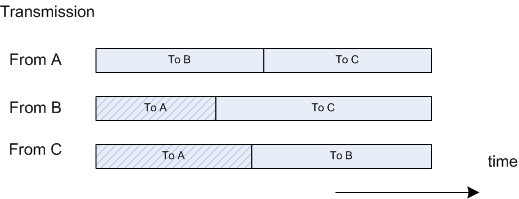 Transmission
From A To B To C
From B To A To C
From C To A To B
time